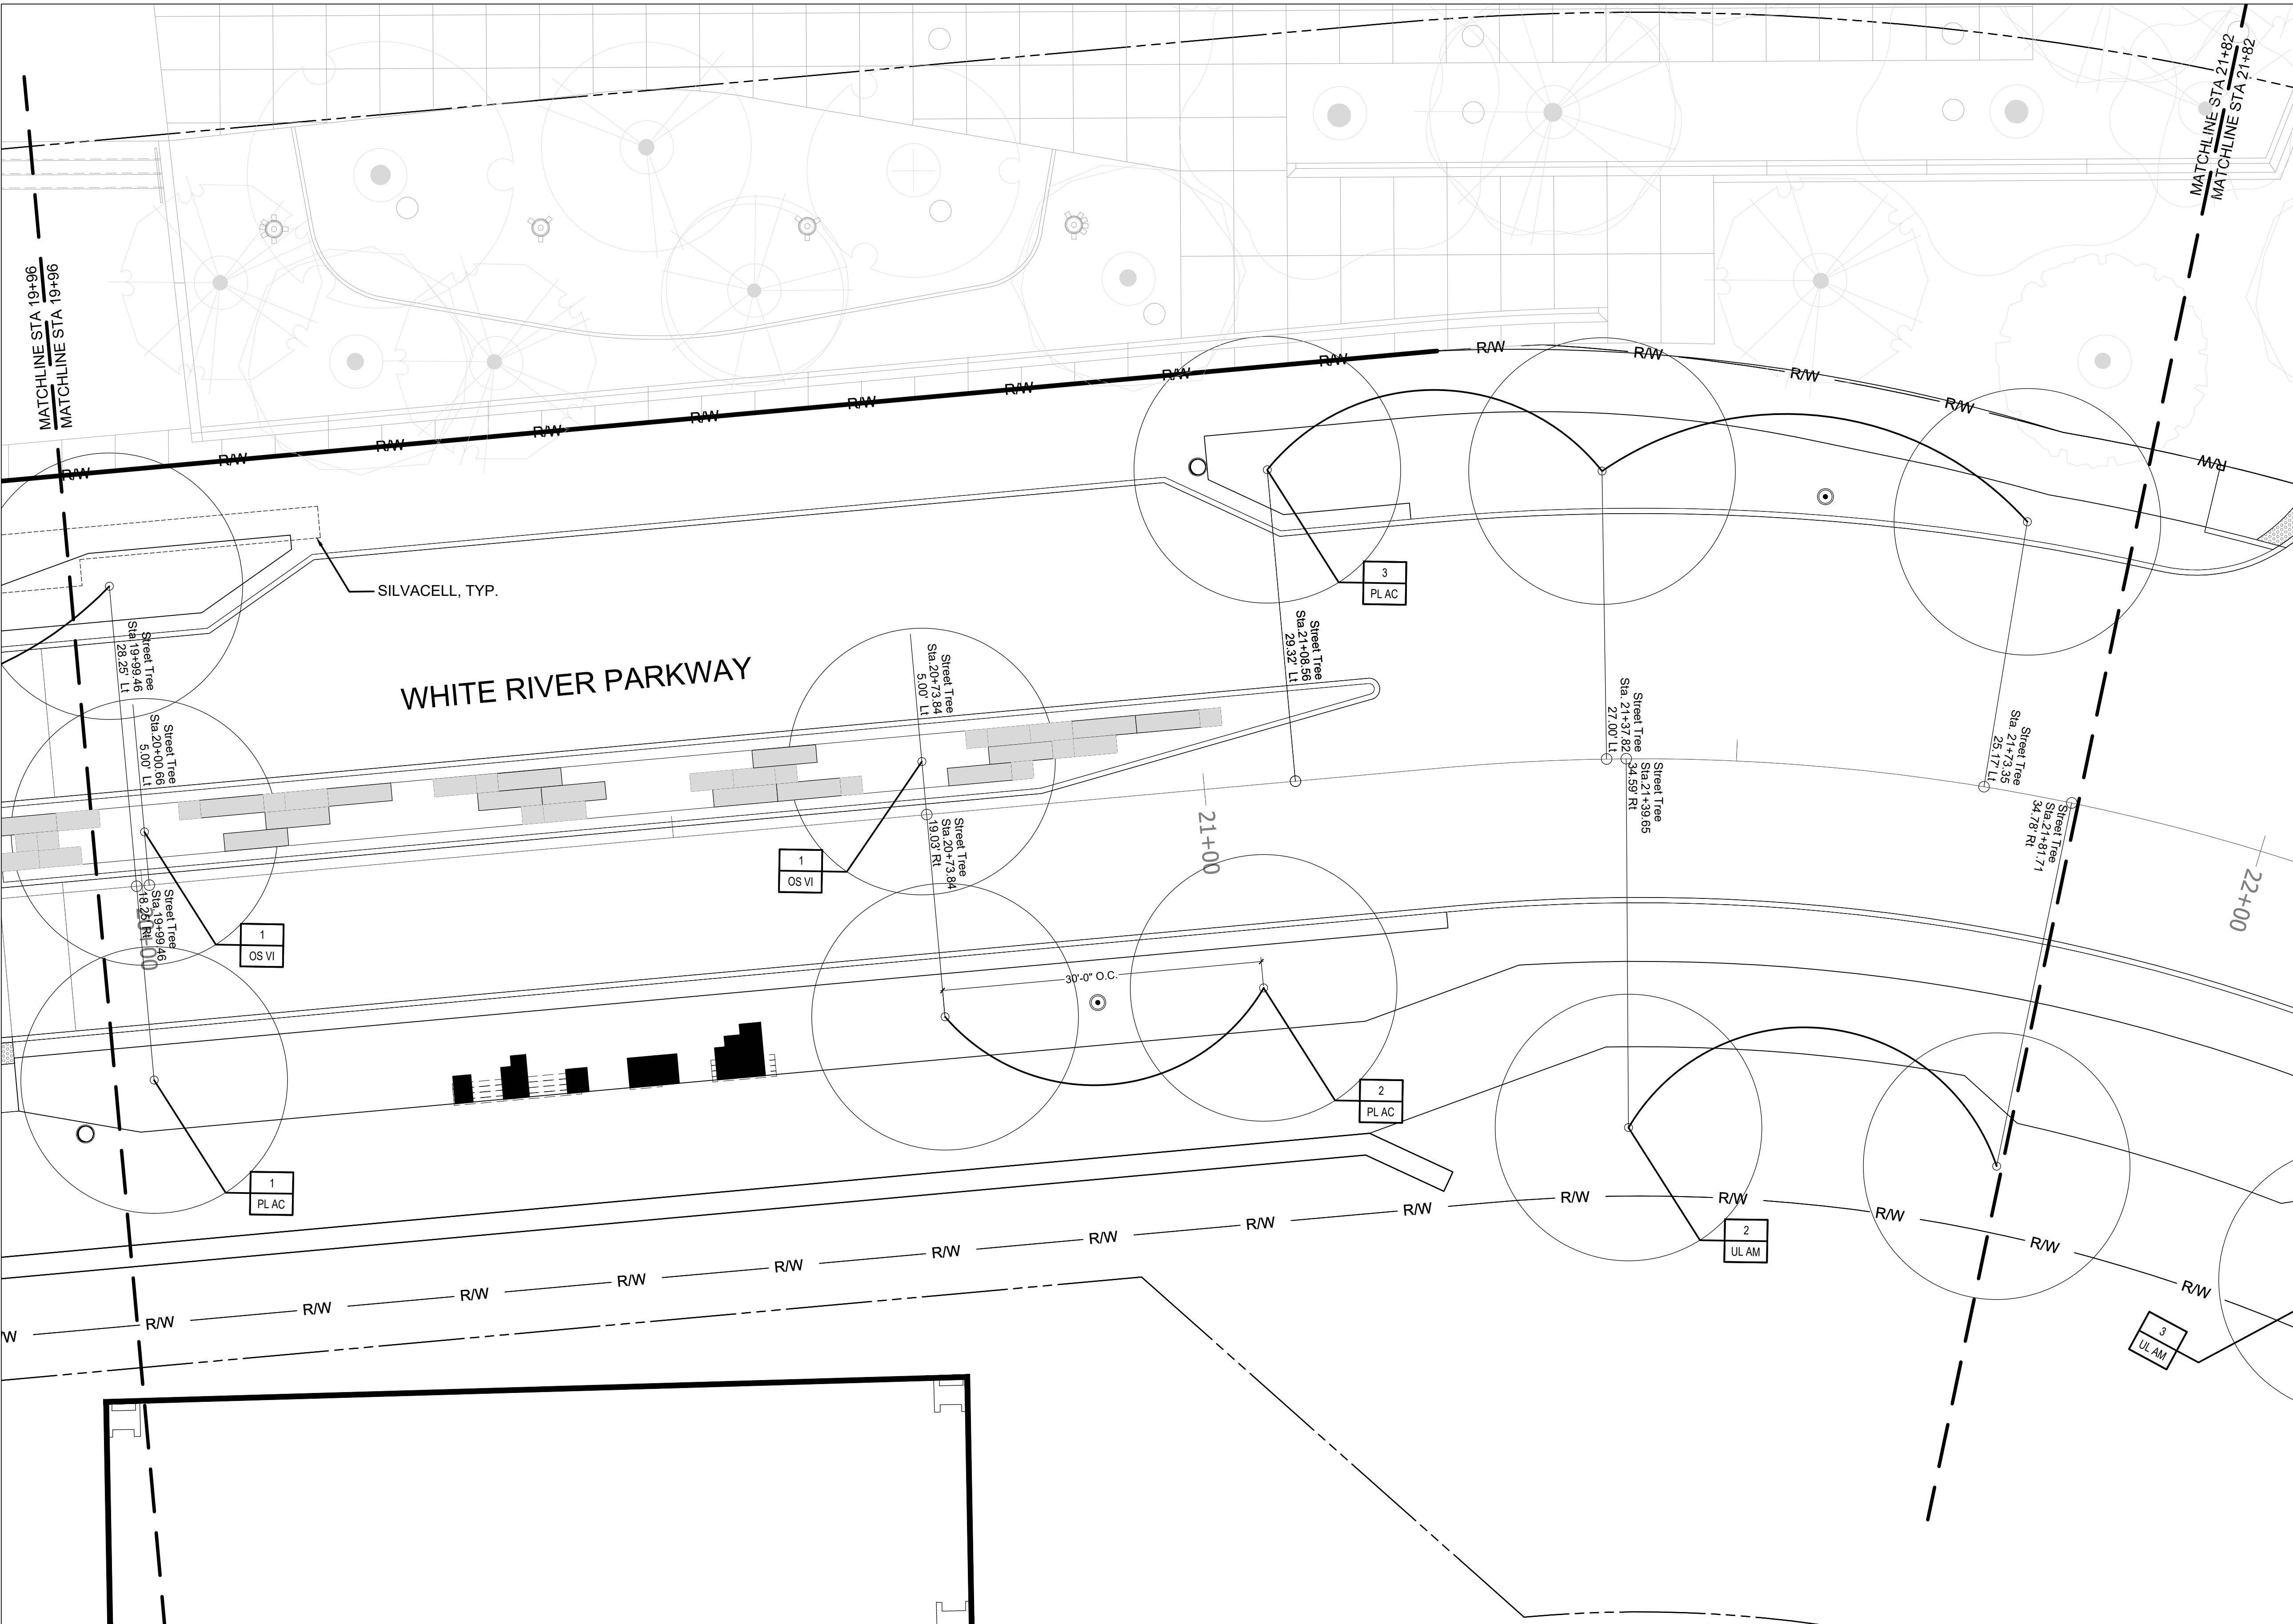 MATCHLINE STA 19+96
MATCHLINE STA 19+96
MATCHLINE STA 21+82
MATCHLINE STA 21+82
R/W
R/W
R/W
R/W
R/W
R/W
R/W
R/W
R/W
R/W
R/W
R/W
R/W
R/W
SILVACELL, TYP.
3
PL AC
WHITE RIVER PARKWAY
Street Tree
Sta.19+99.46
28.25' Lt
Street Tree
Sta.20+00.66
5.00' Lt
Street Tree
Sta.20+73.84
5.00' Lt
Street Tree
Sta.21+08.56
29.32' Lt
Street Tree
Sta. 21+37.82
27.00' Lt
Street Tree
Sta.21+39.65
34.59' Rt
Street Tree
Sta. 21+73.35
25.17' Lt
Street Tree
Sta.21+81.71
34.78' Rt
Street Tree
Sta.20+73.84
19.03' Rt
Street Tree
Sta.19+99.46
18.25' Rt
20+00
21+00
22+00
1
OS VI
1
OS VI
30'-0" O.C.
2
PL AC
1
PL AC
2
UL AM
3
UL AM
R/W
R/W
R/W
R/W
R/W
R/W
R/W
R/W
R/W
R/W
R/W
R/W
R/W
R/W
/W